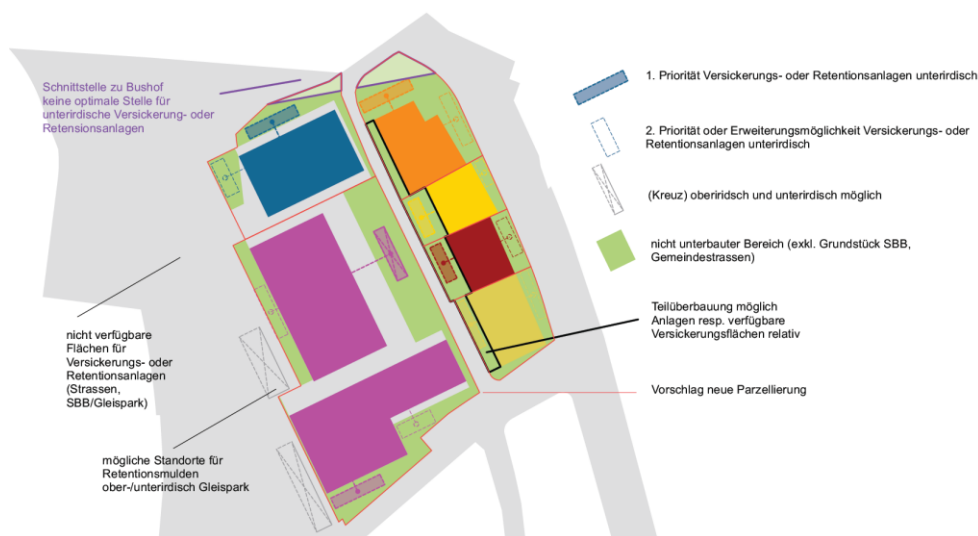 Schnittstelle zu Bushof
keine optimale Stelle für
unterirdische Versickerung- oder
Retensionsanlagen
nicht verfügbare
Flächen für
Versickerungs- oder
Retentionsanlagen
(Strassen,
SBB/Gleispark)
mögliche Standorte für
Retentionsmulden
ober-/unterirdisch Gleispark
1. Priorität Versickerungs- oder Retentionsanlagen unterirdisch
2. Priorität oder Erweiterungsmöglichkeit Versickerungs- oder
Retentionsanlagen unterirdisch
(Kreuz) oberiridsch und unterirdisch möglich
nicht unterbauter Bereich (exkl. Grundstück SBB,
Gemeindestrassen)
Teilüberbauung möglich
Anlagen resp. verfügbare
Versickerungsflächen relativ
Vorschlag neue Parzellierung